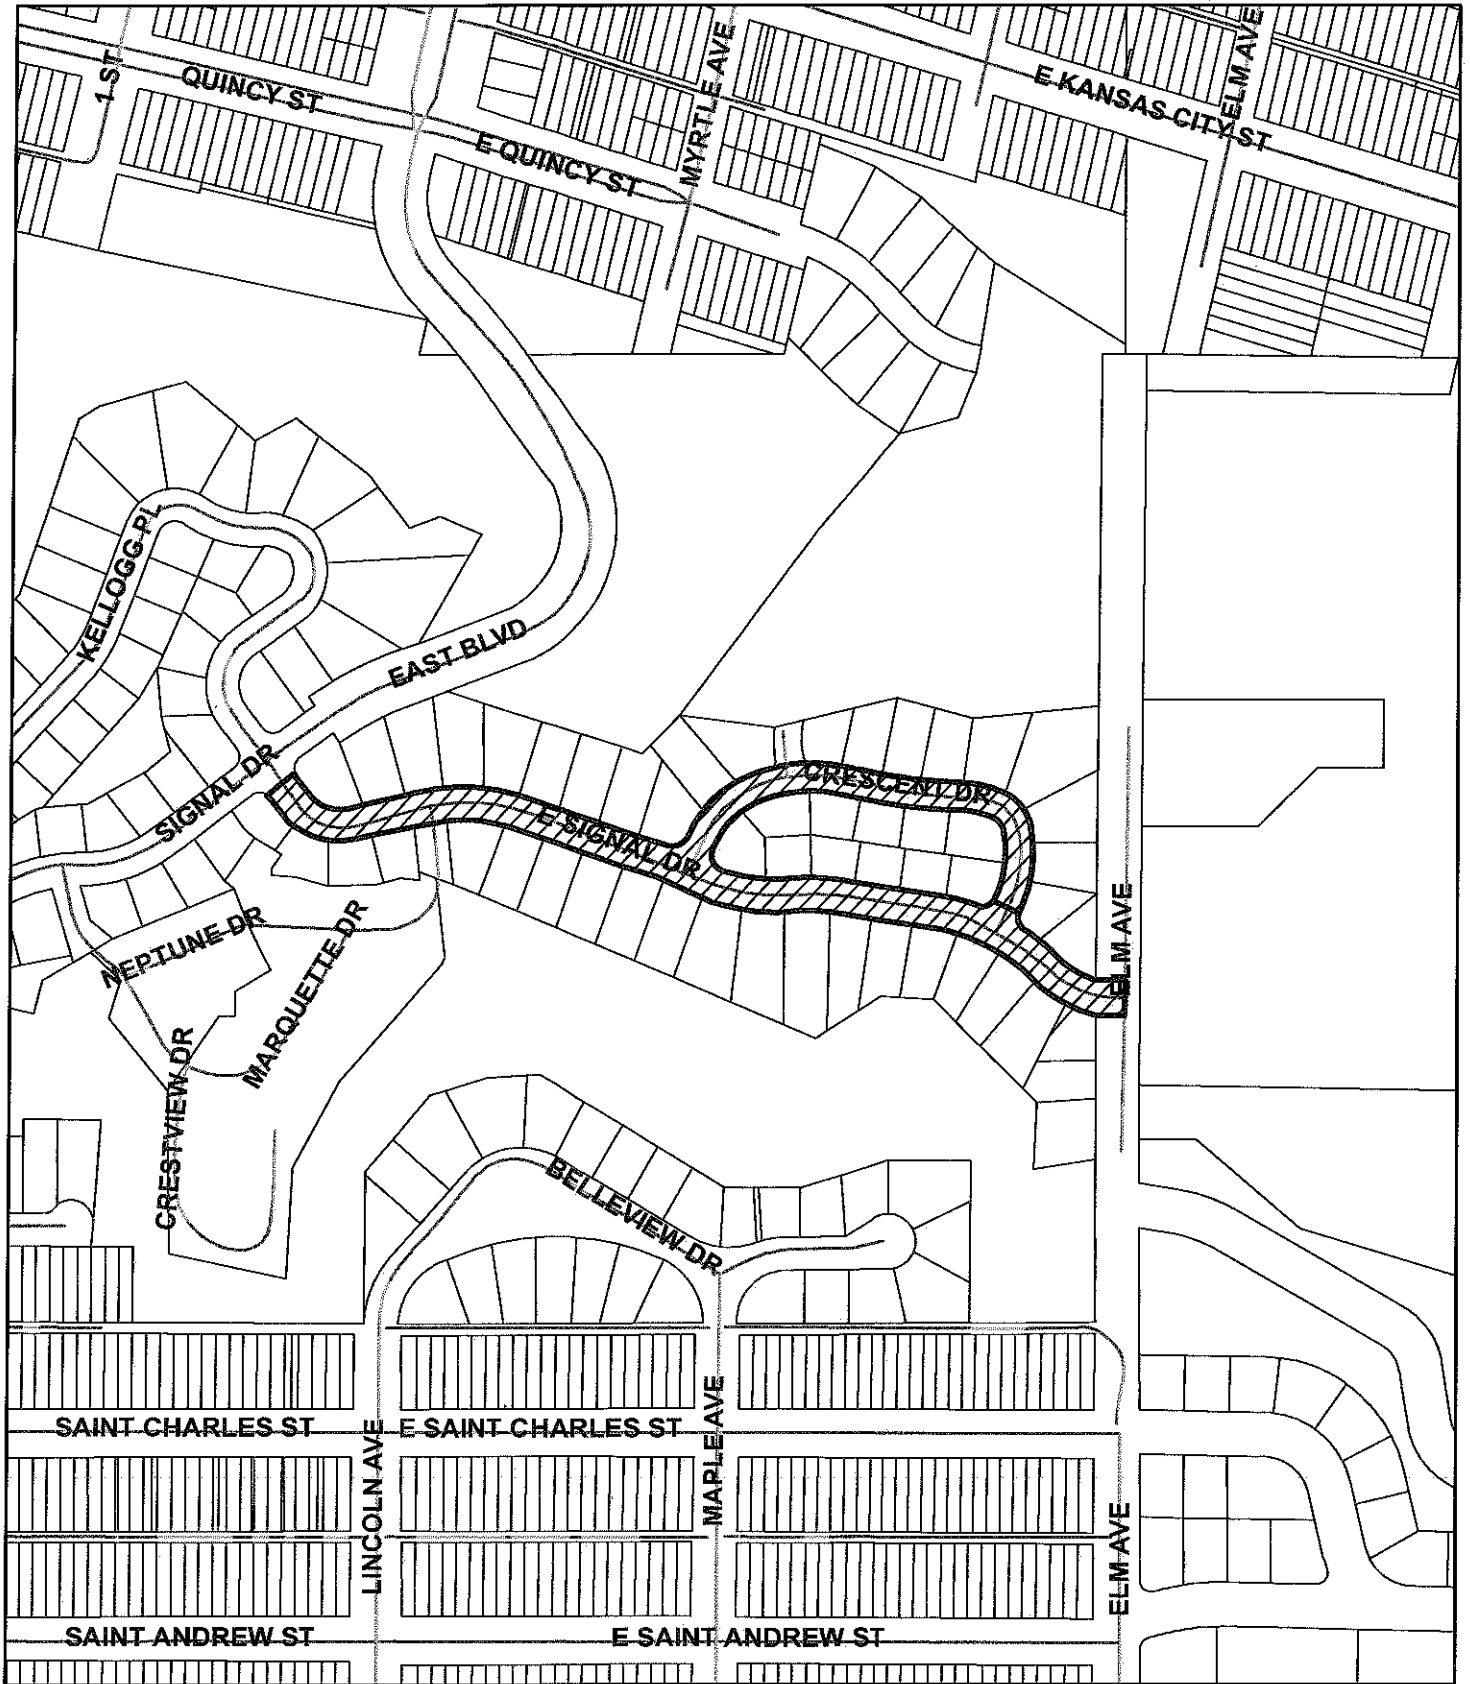 1 ST
QUINCY ST
E QUINCY ST
MYRTLE AVE
E KANSAS CITY ST
ELM AVE
KELLOGG PL
EAST BLVD
SIGNAL DR
CRESCENT DR
E SIGNAL DR
NEPTUNE DR
MARQUETTE DR
ELM AVE
CRESTVIEW DR
BELLEVIEW DR
SAINT CHARLES ST
LINCOLN AVE
E SAINT CHARLES ST
MAPLE AVE
ELM AVE
SAINT ANDREW ST
E SAINT ANDREW ST